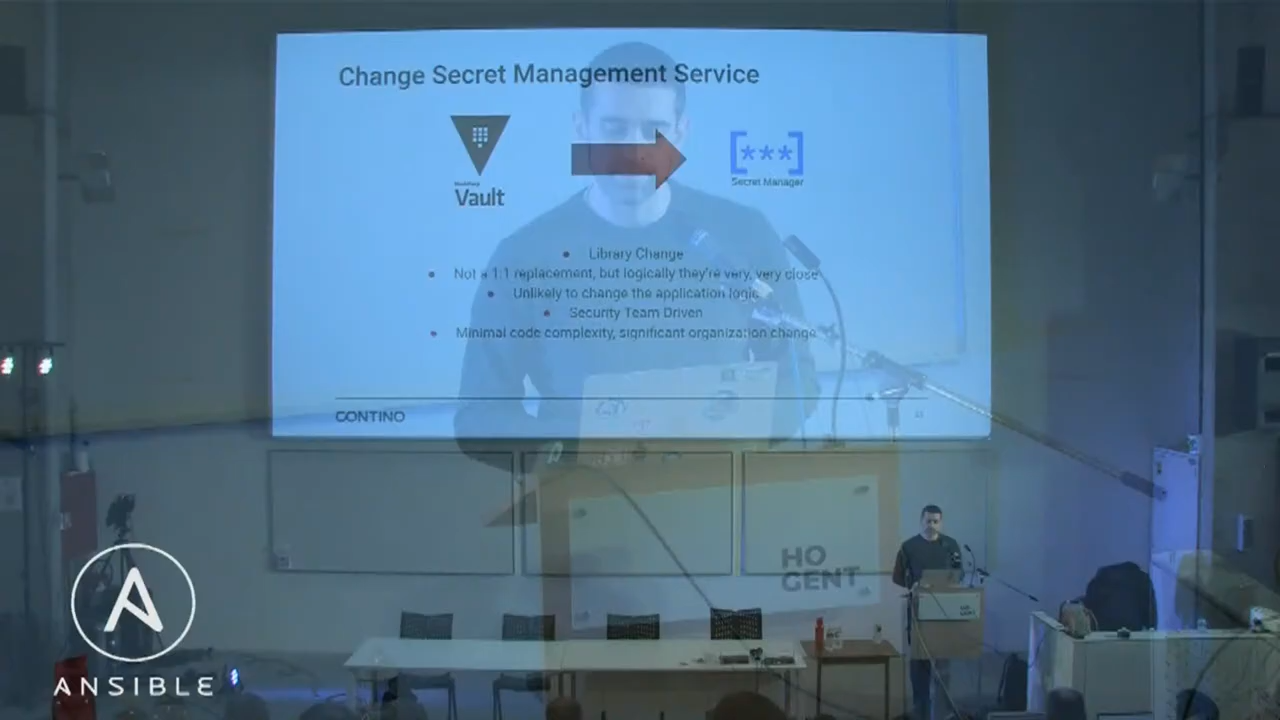 Change Secret Management Service
[***]
HashiCorp
Vault
Secret Manager
• Library Change
• Not a 1:1 replacement, but logically they're very, very close
• Unlikely to change the application logic
• Security Team Driven
• Minimal code complexity, significant organization change
CONTINO
HO
GENT
ANSIBLE